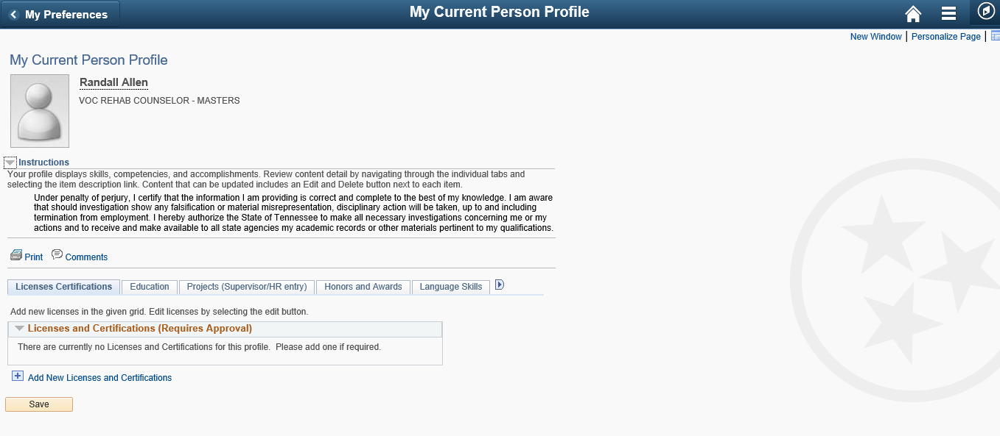 My Preferences
My Current Person Profile
New Window | Personalize Page |
My Current Person Profile
Randall Allen
VOC REHAB COUNSELOR - MASTERS
Instructions
Your profile displays skills, competencies, and accomplishments. Review content detail by navigating through the individual tabs and
selecting the item description link. Content that can be updated includes an Edit and Delete button next to each item.
Under penalty of perjury, I certify that the information I am providing is correct and complete to the best of my knowledge. I am aware
that should investigation show any falsification or material misrepresentation, disciplinary action will be taken, up to and including
termination from employment. I hereby authorize the State of Tennessee to make all necessary investigations concerning me or my
actions and to receive and make available to all state agencies my academic records or other materials pertinent to my qualifications.
Print Comments
Licenses Certifications Education Projects (Supervisor/HR entry) Honors and Awards Language Skills
Add new licenses in the given grid. Edit licenses by selecting the edit button.
Licenses and Certifications (Requires Approval)
There are currently no Licenses and Certifications for this profile. Please add one if required.
Add New Licenses and Certifications
Save